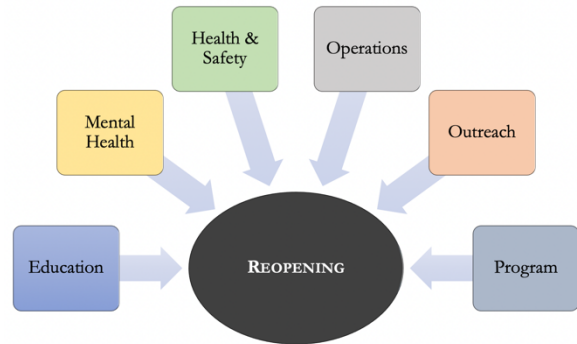 Health &
Safety
Operations
Mental
Health
Outreach
Education
REOPENING
Program